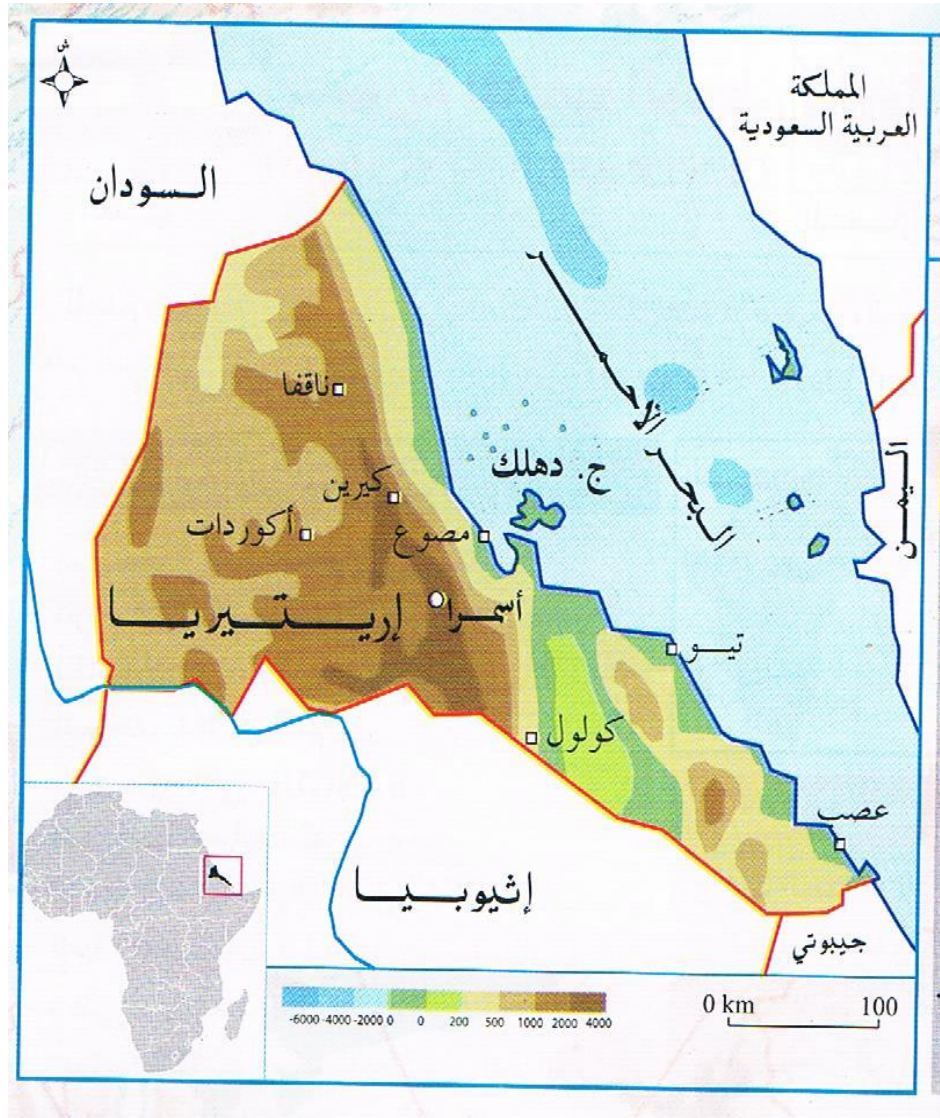 ش
المملكة
العربية السعودية
السودان
ناقفا
ج. دهلك
البحر الأحمر
كيرين
أكوردات
مصوع
اليمن
أسمرا
إريتيريا
تيو
كولول
عصب
إثيوبيا
جيبوتي
-6000 -4000 -2000 0 0 200 500 1000 2000 4000
0 km 100